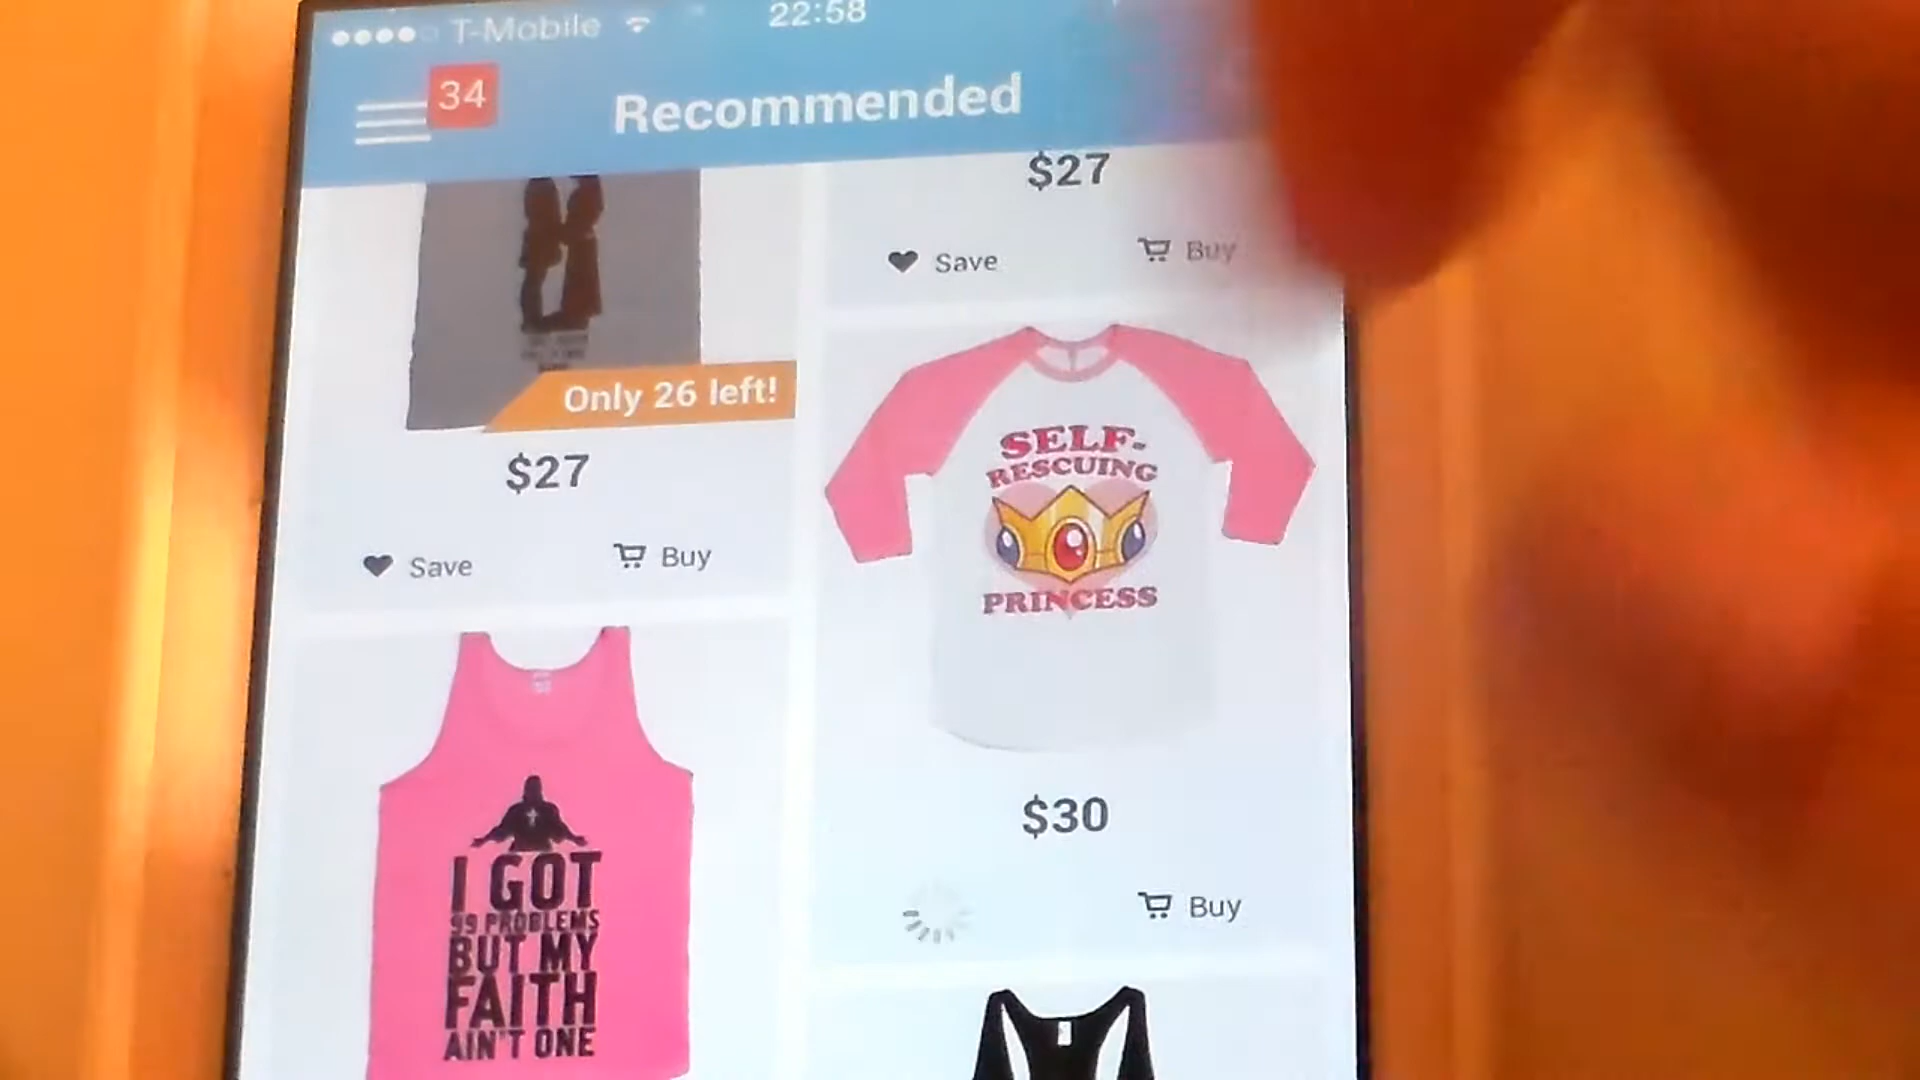 T-Mobile 22:58
34
Recommended
$27
Save Buy
Only 26 left!
$27
Save Buy
SELF-
RESCUING
PRINCESS
$30
Buy
I GOT
99 PROBLEMS
BUT MY
FAITH
AIN'T ONE